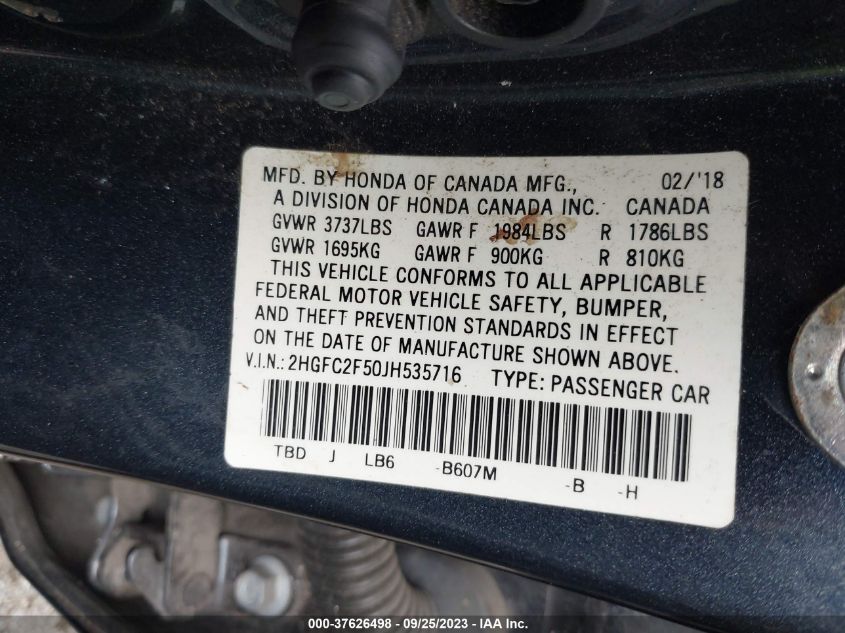 MFD. BY HONDA OF CANADA MFG., 02/'18
A DIVISION OF HONDA CANADA INC. CANADA
GVWR 3737LBS GAWR F 1984LBS R 1786LBS
GVWR 1695KG GAWR F 900KG R 810KG
THIS VEHICLE CONFORMS TO ALL APPLICABLE
FEDERAL MOTOR VEHICLE SAFETY, BUMPER,
AND THEFT PREVENTION STANDARDS IN EFFECT
ON THE DATE OF MANUFACTURE SHOWN ABOVE.
V.I.N.: 2HGFC2F50JH535716 TYPE: PASSENGER CAR
TBD J LB6 -B607M -B -H
000-37626498 - 09/25/2023 - IAA Inc.